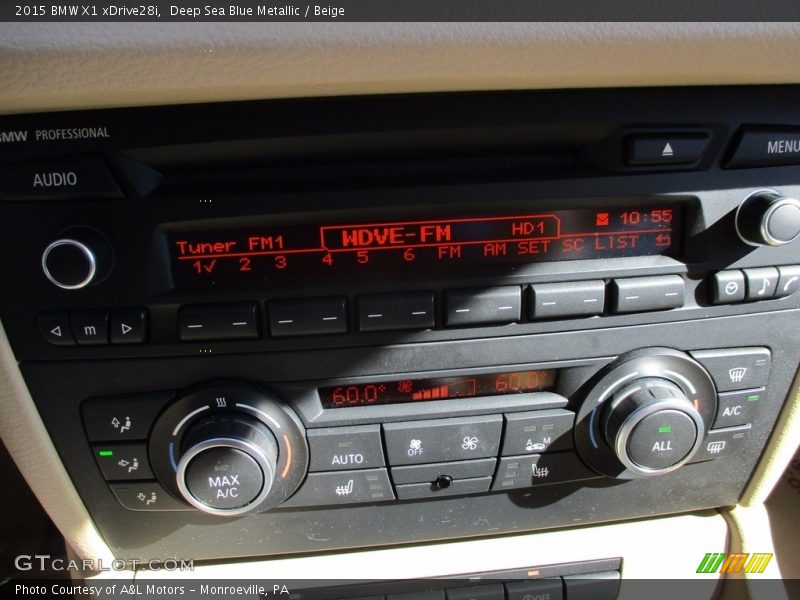 2015 BMW X1 xDrive28i, Deep Sea Blue Metallic / Beige
BMW PROFESSIONAL
AUDIO
MENU
Tuner FM1 WDVE-FM HD1 10:55
1 2 3 4 5 6 FM AM SET SC LIST
m
60.0° 60.0°
MAX A/C
AUTO
OFF
A M
ALL
A/C
OFF
GTCARLOT.COM
Photo Courtesy of A&L Motors - Monroeville, PA